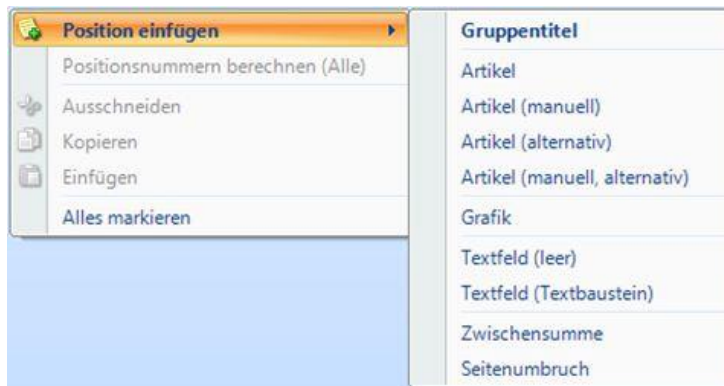 Position einfügen
Positionsnummern berechnen (Alle)
Ausschneiden
Kopieren
Einfügen
Alles markieren
Gruppentitel
Artikel
Artikel (manuell)
Artikel (alternativ)
Artikel (manuell, alternativ)
Grafik
Textfeld (leer)
Textfeld (Textbaustein)
Zwischensumme
Seitenumbruch